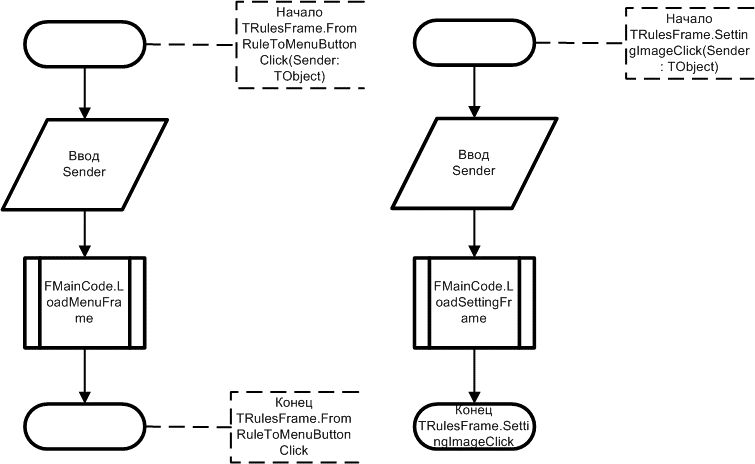 Начало
TRulesFrame.From
RuleToMenuButton
Click(Sender:
TObject)
Ввод
Sender
FMainCode.L
oadMenuFra
me
Конец
TRulesFrame.From
RuleToMenuButton
Click
Начало
TRulesFrame.Settin
gImageClick(Sender
: TObject)
Ввод
Sender
FMainCode.L
oadSettingFr
ame
Конец
TRulesFrame.Setti
ngImageClick